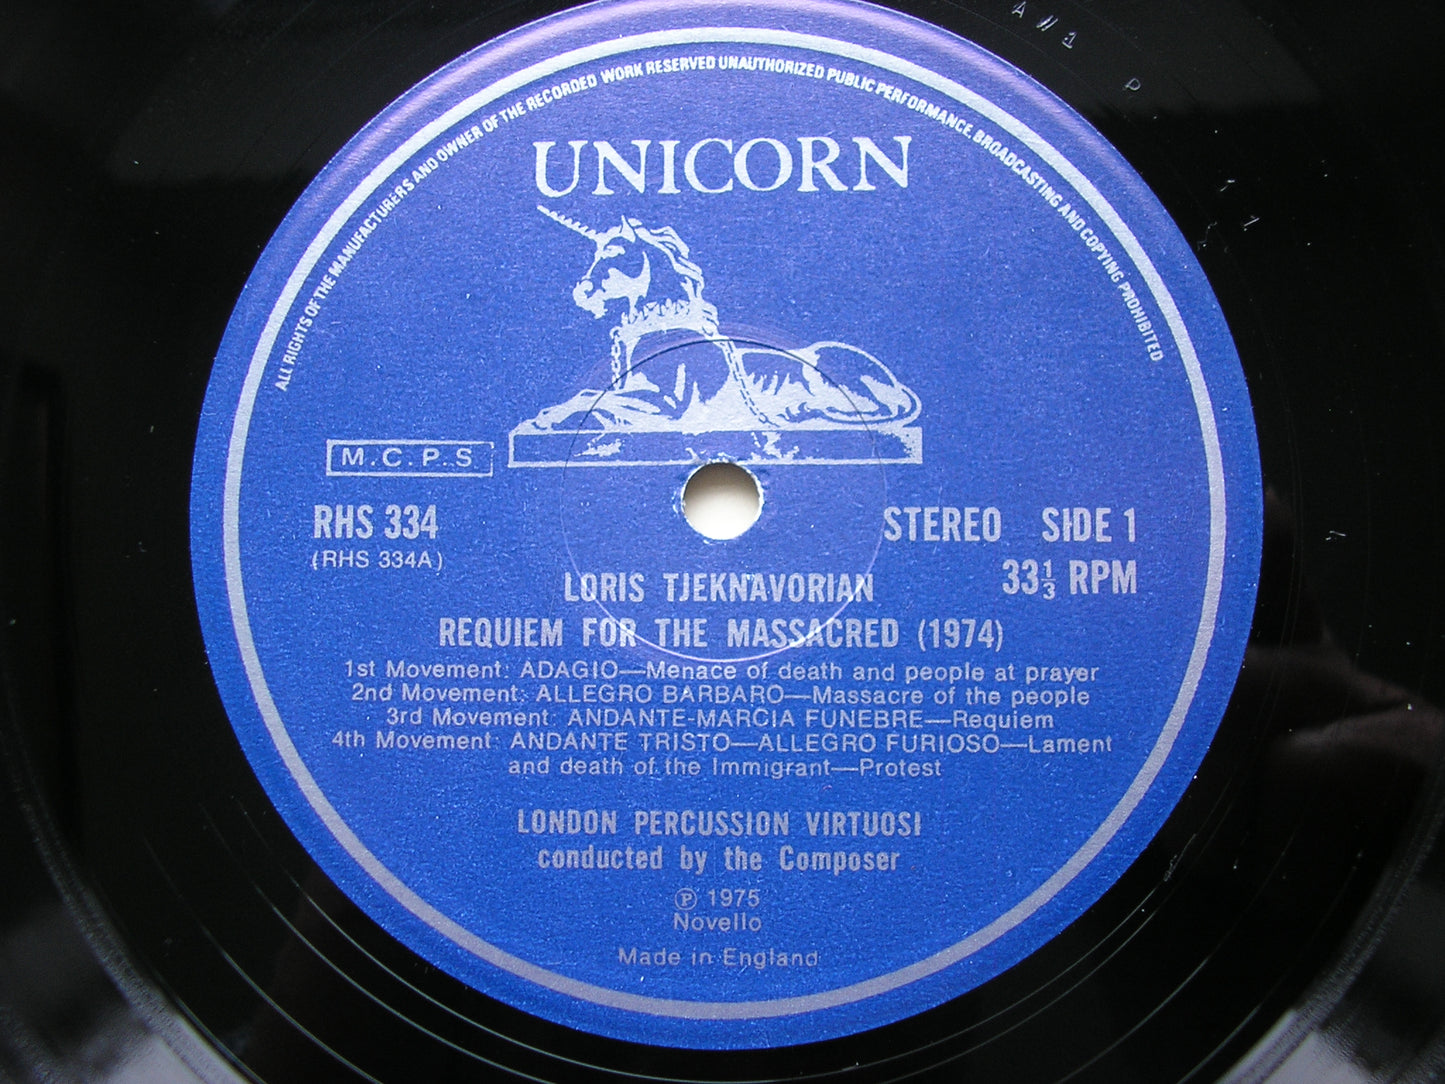 A //1 P
1
1
ALL RIGHTS OF THE MANUFACTURERS AND OWNER OF THE RECORDED WORK RESERVED UNAUTHORIZED PUBLIC PERFORMANCE, BROADCASTING AND COPYING PROHIBITED
UNICORN
M.C.P.S
RHS 334
(RHS 334A)
STEREO SIDE 1
33⅓ RPM
LORIS TJEKNAVORIAN
REQUIEM FOR THE MASSACRED (1974)
1st Movement: ADAGIO—Menace of death and people at prayer
2nd Movement: ALLEGRO BARBARO—Massacre of the people
3rd Movement: ANDANTE-MARCIA FUNEBRE—Requiem
4th Movement: ANDANTE TRISTO—ALLEGRO FURIOSO—Lament
and death of the Immigrant—Protest
LONDON PERCUSSION VIRTUOSI
conducted by the Composer
℗ 1975
Novello
Made in England